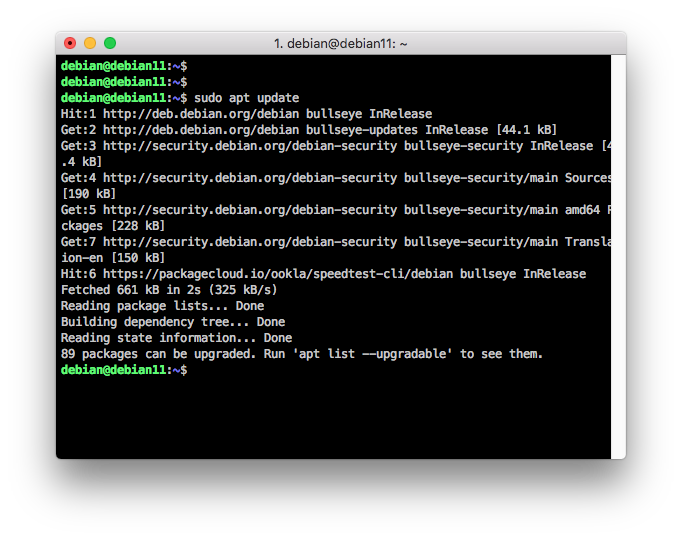 1. debian@debian11: ~
debian@debian11:~$
debian@debian11:~$
debian@debian11:~$ sudo apt update
Hit:1 http://deb.debian.org/debian bullseye InRelease
Get:2 http://deb.debian.org/debian bullseye-updates InRelease [44.1 kB]
Get:3 http://security.debian.org/debian-security bullseye-security InRelease [4
.4 kB]
Get:4 http://security.debian.org/debian-security bullseye-security/main Sources
[190 kB]
Get:5 http://security.debian.org/debian-security bullseye-security/main amd64 P
ckages [228 kB]
Get:7 http://security.debian.org/debian-security bullseye-security/main Transla
ion-en [150 kB]
Hit:6 https://packagecloud.io/ookla/speedtest-cli/debian bullseye InRelease
Fetched 661 kB in 2s (325 kB/s)
Reading package lists... Done
Building dependency tree... Done
Reading state information... Done
89 packages can be upgraded. Run 'apt list --upgradable' to see them.
debian@debian11:~$